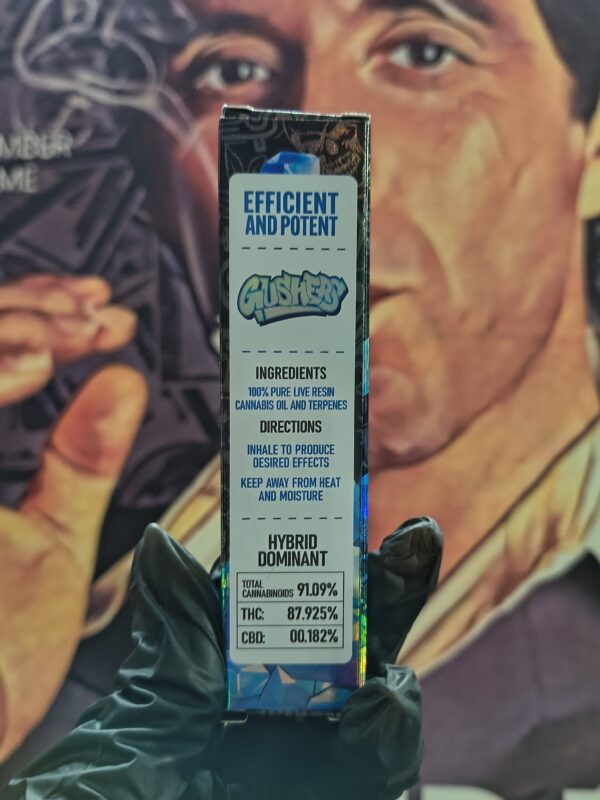 MBER
ME
EFFICIENT
AND POTENT
GUSHERS
INGREDIENTS
100% PURE LIVE RESIN
CANNABIS OIL AND TERPENES
DIRECTIONS
INHALE TO PRODUCE
DESIRED EFFECTS
KEEP AWAY FROM HEAT
AND MOISTURE
HYBRID
DOMINANT
TOTAL
CANNABINOIDS 91.09%
THC: 87.925%
CBD: 00.182%